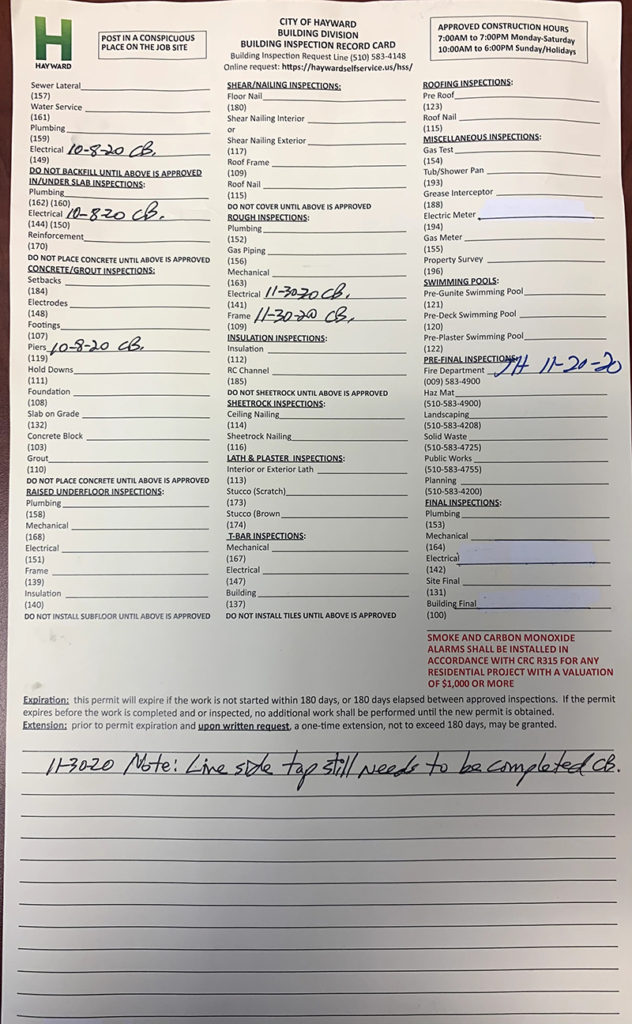 H
HAYWARD
POST IN A CONSPICUOUS
PLACE ON THE JOB SITE
CITY OF HAYWARD
BUILDING DIVISION
BUILDING INSPECTION RECORD CARD
Building Inspection Request Line (510) 583-4148
Online request: https://haywardselfservice.us/hss/
APPROVED CONSTRUCTION HOURS
7:00AM to 7:00PM Monday-Saturday
10:00AM to 6:00PM Sunday/Holidays
Sewer Lateral
(157)
Water Service
(161)
Plumbing
(159)
Electrical 10-8-20 CB.
(149)
DO NOT BACKFILL UNTIL ABOVE IS APPROVED
IN/UNDER SLAB INSPECTIONS:
Plumbing
(162) (160)
Electrical 10-8-20 CB.
(144) (150)
Reinforcement
(170)
DO NOT PLACE CONCRETE UNTIL ABOVE IS APPROVED
CONCRETE/GROUT INSPECTIONS:
Setbacks
(184)
Electrodes
(148)
Footings
(107)
Piers 10-8-20 CB.
(119)
Hold Downs
(111)
Foundation
(108)
Slab on Grade
(132)
Concrete Block
(103)
Grout
(110)
DO NOT PLACE CONCRETE UNTIL ABOVE IS APPROVED
RAISED UNDERFLOOR INSPECTIONS:
Plumbing
(158)
Mechanical
(168)
Electrical
(151)
Frame
(139)
Insulation
(140)
DO NOT INSTALL SUBFLOOR UNTIL ABOVE IS APPROVED
SHEAR/NAILING INSPECTIONS:
Floor Nail
(180)
Shear Nailing Interior
or
Shear Nailing Exterior
(117)
Roof Frame
(109)
Roof Nail
(115)
DO NOT COVER UNTIL ABOVE IS APPROVED
ROUGH INSPECTIONS:
Plumbing
(152)
Gas Piping
(156)
Mechanical
(163)
Electrical 11-30-20 CB.
(141)
Frame 11-30-20 CB.
(109)
INSULATION INSPECTIONS:
Insulation
(112)
RC Channel
(185)
DO NOT SHEETROCK UNTIL ABOVE IS APPROVED
SHEETROCK INSPECTIONS:
Ceiling Nailing
(114)
Sheetrock Nailing
(116)
LATH & PLASTER INSPECTIONS:
Interior or Exterior Lath
(113)
Stucco (Scratch)
(173)
Stucco (Brown
(174)
T-BAR INSPECTIONS:
Mechanical
(167)
Electrical
(147)
Building
(137)
DO NOT INSTALL TILES UNTIL ABOVE IS APPROVED
ROOFING INSPECTIONS:
Pre Roof
(123)
Roof Nail
(115)
MISCELLANEOUS INSPECTIONS:
Gas Test
(154)
Tub/Shower Pan
(193)
Grease Interceptor
(188)
Electric Meter
(194)
Gas Meter
(155)
Property Survey
(196)
SWIMMING POOLS:
Pre-Gunite Swimming Pool
(121)
Pre-Deck Swimming Pool
(120)
Pre-Plaster Swimming Pool
(122)
PRE-FINAL INSPECTIONS:
Fire Department JH 11-20-20
(009) 583-4900
Haz Mat
(510-583-4900)
Landscaping
(510-583-4208)
Solid Waste
(510-583-4725)
Public Works
(510-583-4755)
Planning
(510-583-4200)
FINAL INSPECTIONS:
Plumbing
(153)
Mechanical
(164)
Electrical
(142)
Site Final
(131)
Building Final
(100)
SMOKE AND CARBON MONOXIDE
ALARMS SHALL BE INSTALLED IN
ACCORDANCE WITH CRC R315 FOR ANY
RESIDENTIAL PROJECT WITH A VALUATION
OF $1,000 OR MORE
Expiration: this permit will expire if the work is not started within 180 days, or 180 days elapsed between approved inspections. If the permit
expires before the work is completed and or inspected, no additional work shall be performed until the new permit is obtained.
Extension: prior to permit expiration and upon written request, a one-time extension, not to exceed 180 days, may be granted.
11-30-20 Note: Line side tap still needs to be completed CB.